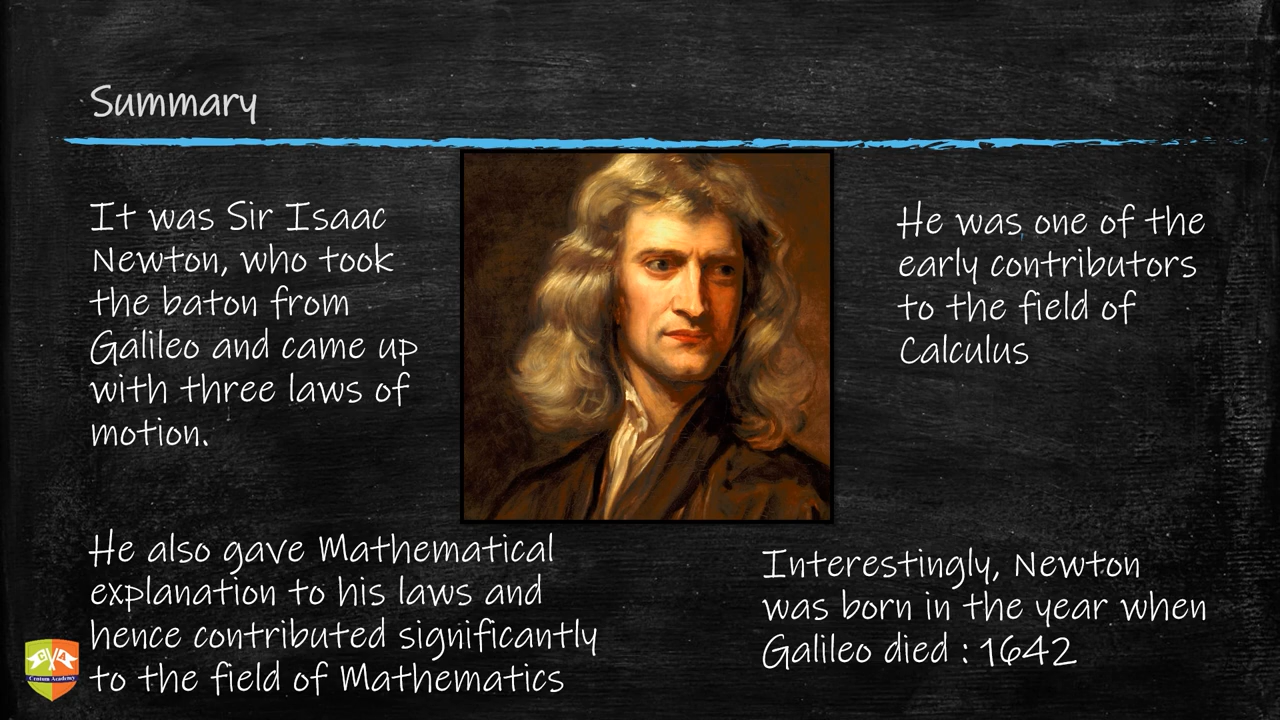 Summary
It was Sir Isaac
Newton, who took
the baton from
Galileo and came up
with three laws of
motion.
He was one of the
early contributors
to the field of
Calculus
He also gave Mathematical
explanation to his laws and
hence contributed significantly
to the field of Mathematics
Interestingly, Newton
was born in the year when
Galileo died : 1642
C A
Academy